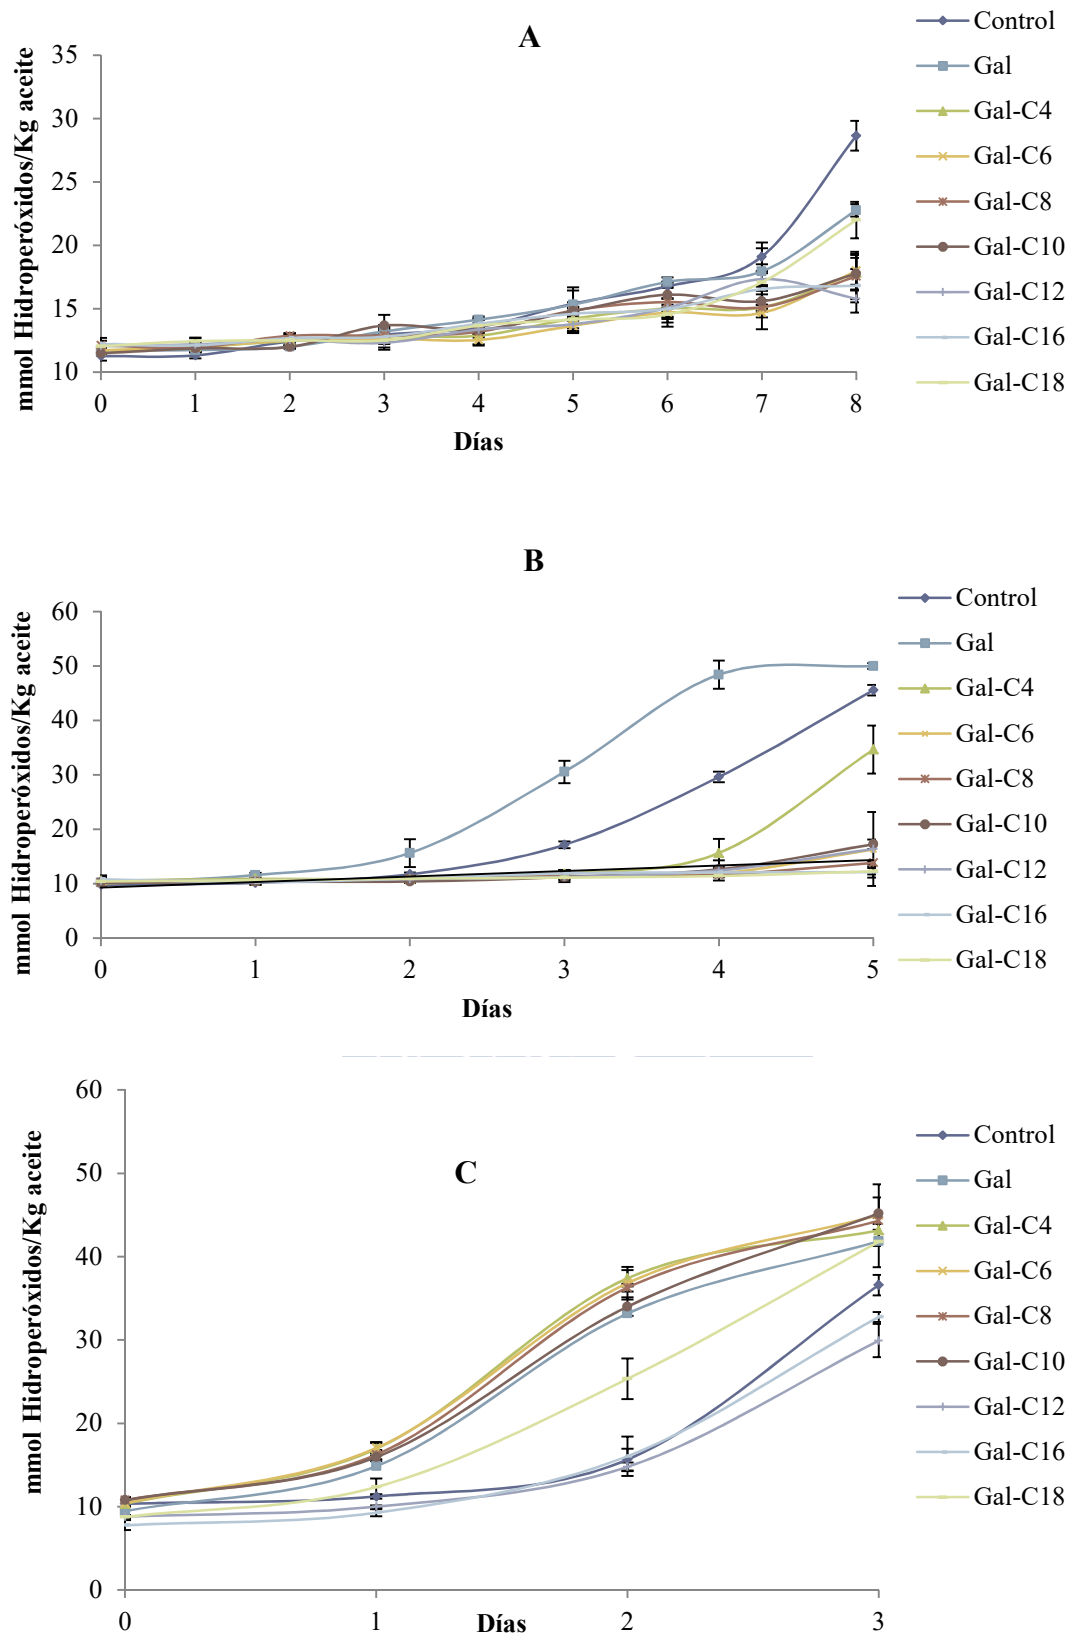 A
mmol Hidroperóxidos/Kg aceite
35
30
25
20
15
10
0 1 2 3 4 5 6 7 8
Días
Control
Gal
Gal-C4
Gal-C6
Gal-C8
Gal-C10
Gal-C12
Gal-C16
Gal-C18
B
mmol Hidroperóxidos/Kg aceite
60
50
40
30
20
10
0
0 1 2 3 4 5
Días
Control
Gal
Gal-C4
Gal-C6
Gal-C8
Gal-C10
Gal-C12
Gal-C16
Gal-C18
C
mmol Hidroperóxidos/Kg aceite
60
50
40
30
20
10
0
0 1 2 3
Días
Control
Gal
Gal-C4
Gal-C6
Gal-C8
Gal-C10
Gal-C12
Gal-C16
Gal-C18